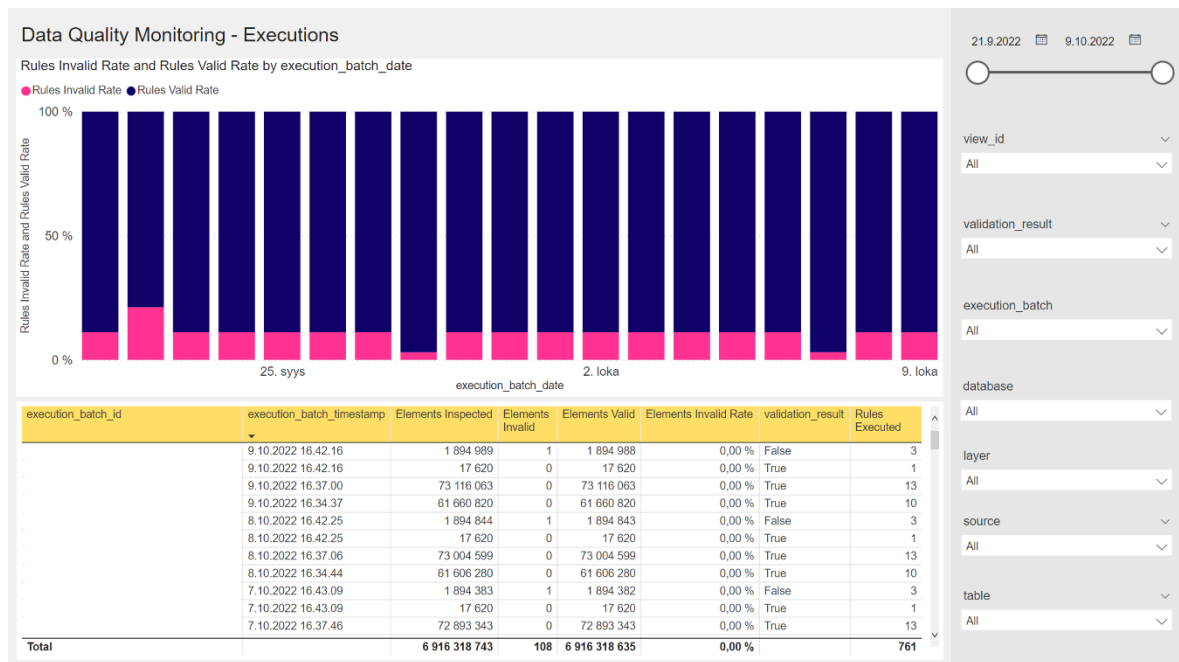 Data Quality Monitoring - Executions
Rules Invalid Rate and Rules Valid Rate by execution_batch_date
Rules Invalid Rate Rules Valid Rate
Rules Invalid Rate and Rules Valid Rate
100 %
50 %
0 %
25. syys 2. loka 9. loka
execution_batch_date
execution_batch_id execution_batch_timestamp Elements Inspected Elements Invalid Elements Valid Elements Invalid Rate validation_result Rules Executed
9.10.2022 16.42.16 1 894 989 1 1 894 988 0,00 % False 3
9.10.2022 16.42.16 17 620 0 17 620 0,00 % True 1
9.10.2022 16.37.00 73 116 063 0 73 116 063 0,00 % True 13
9.10.2022 16.34.37 61 660 820 0 61 660 820 0,00 % True 10
8.10.2022 16.42.25 1 894 844 1 1 894 843 0,00 % False 3
8.10.2022 16.42.25 17 620 0 17 620 0,00 % True 1
8.10.2022 16.37.06 73 004 599 0 73 004 599 0,00 % True 13
8.10.2022 16.34.44 61 606 280 0 61 606 280 0,00 % True 10
7.10.2022 16.43.09 1 894 383 1 1 894 382 0,00 % False 3
7.10.2022 16.43.09 17 620 0 17 620 0,00 % True 1
7.10.2022 16.37.46 72 893 343 0 72 893 343 0,00 % True 13
Total 6 916 318 743 108 6 916 318 635 0,00 % 761
21.9.2022 9.10.2022
view_id
All
validation_result
All
execution_batch
All
database
All
layer
All
source
All
table
All